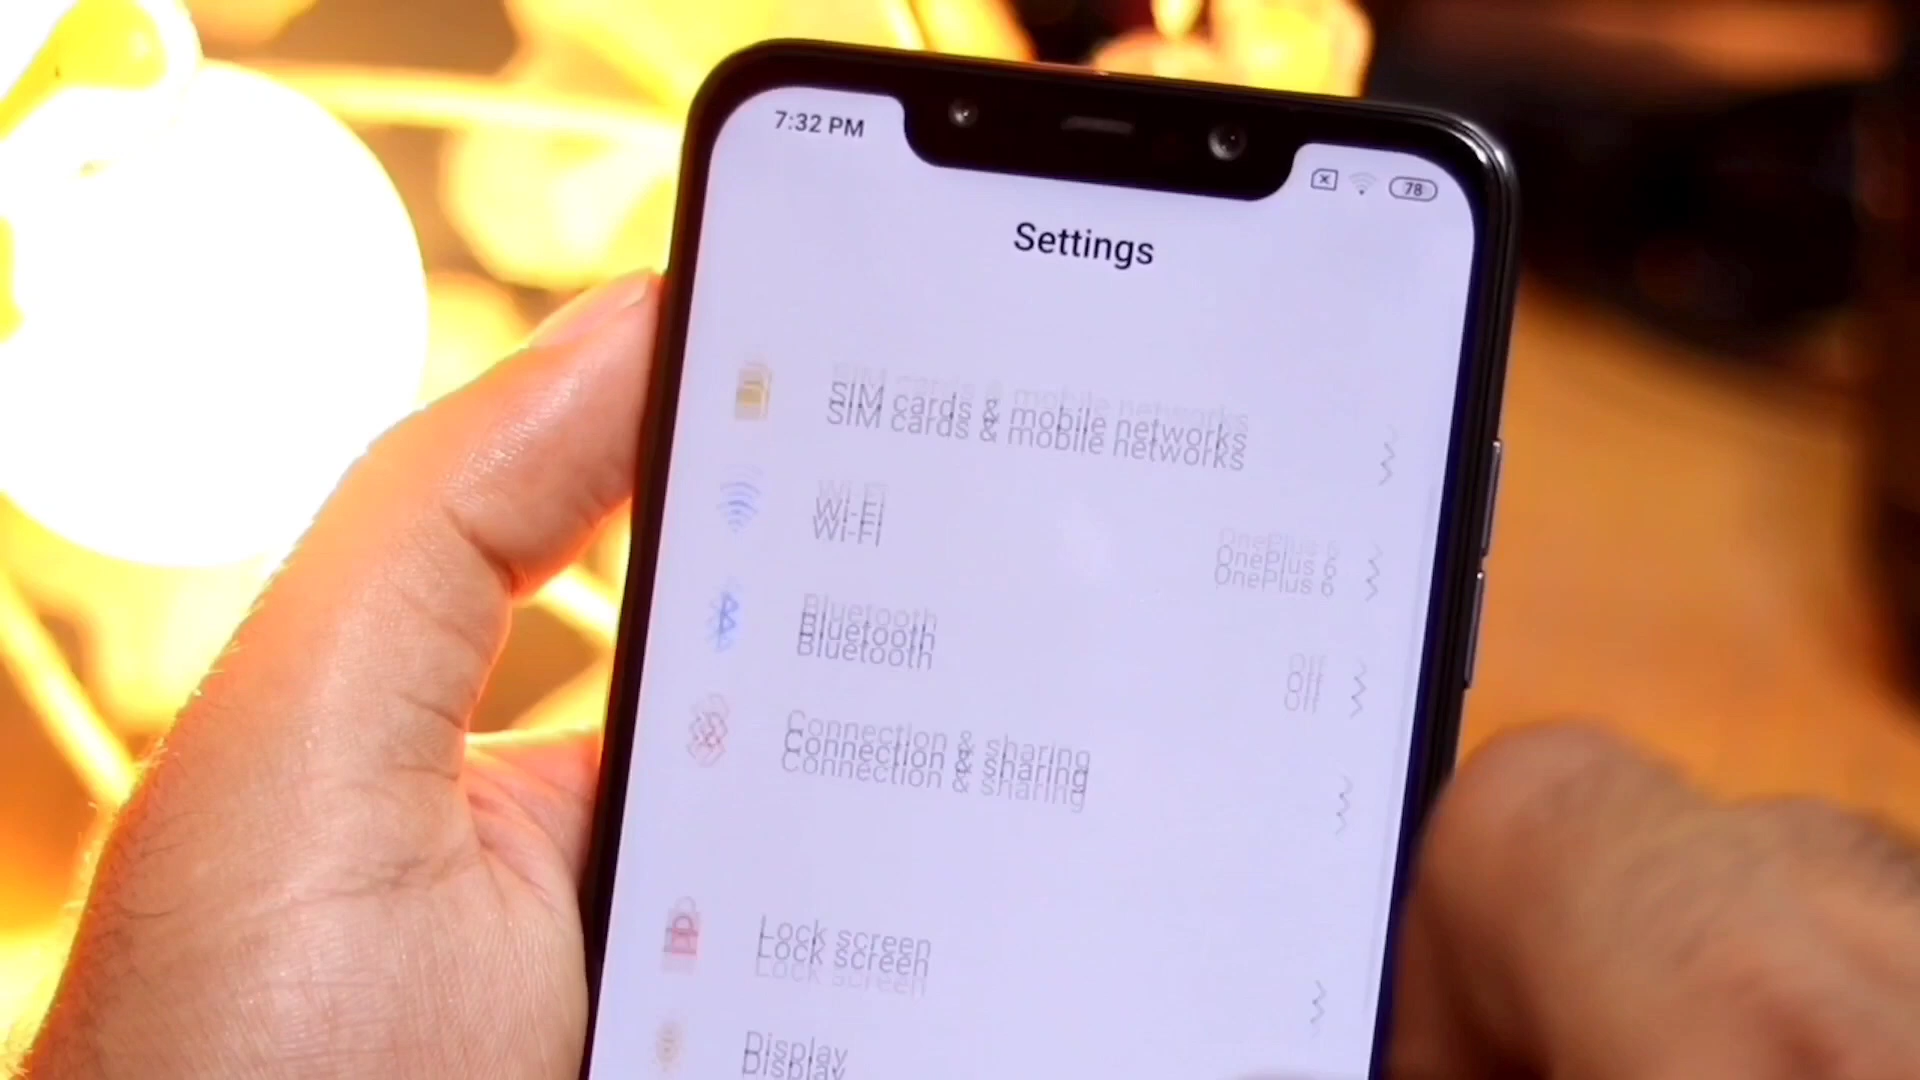 7:32 PM
78
Settings
SIM cards & mobile networks
Wi-Fi
OnePlus 6
Bluetooth
Off
Connection & sharing
Lock screen
Display